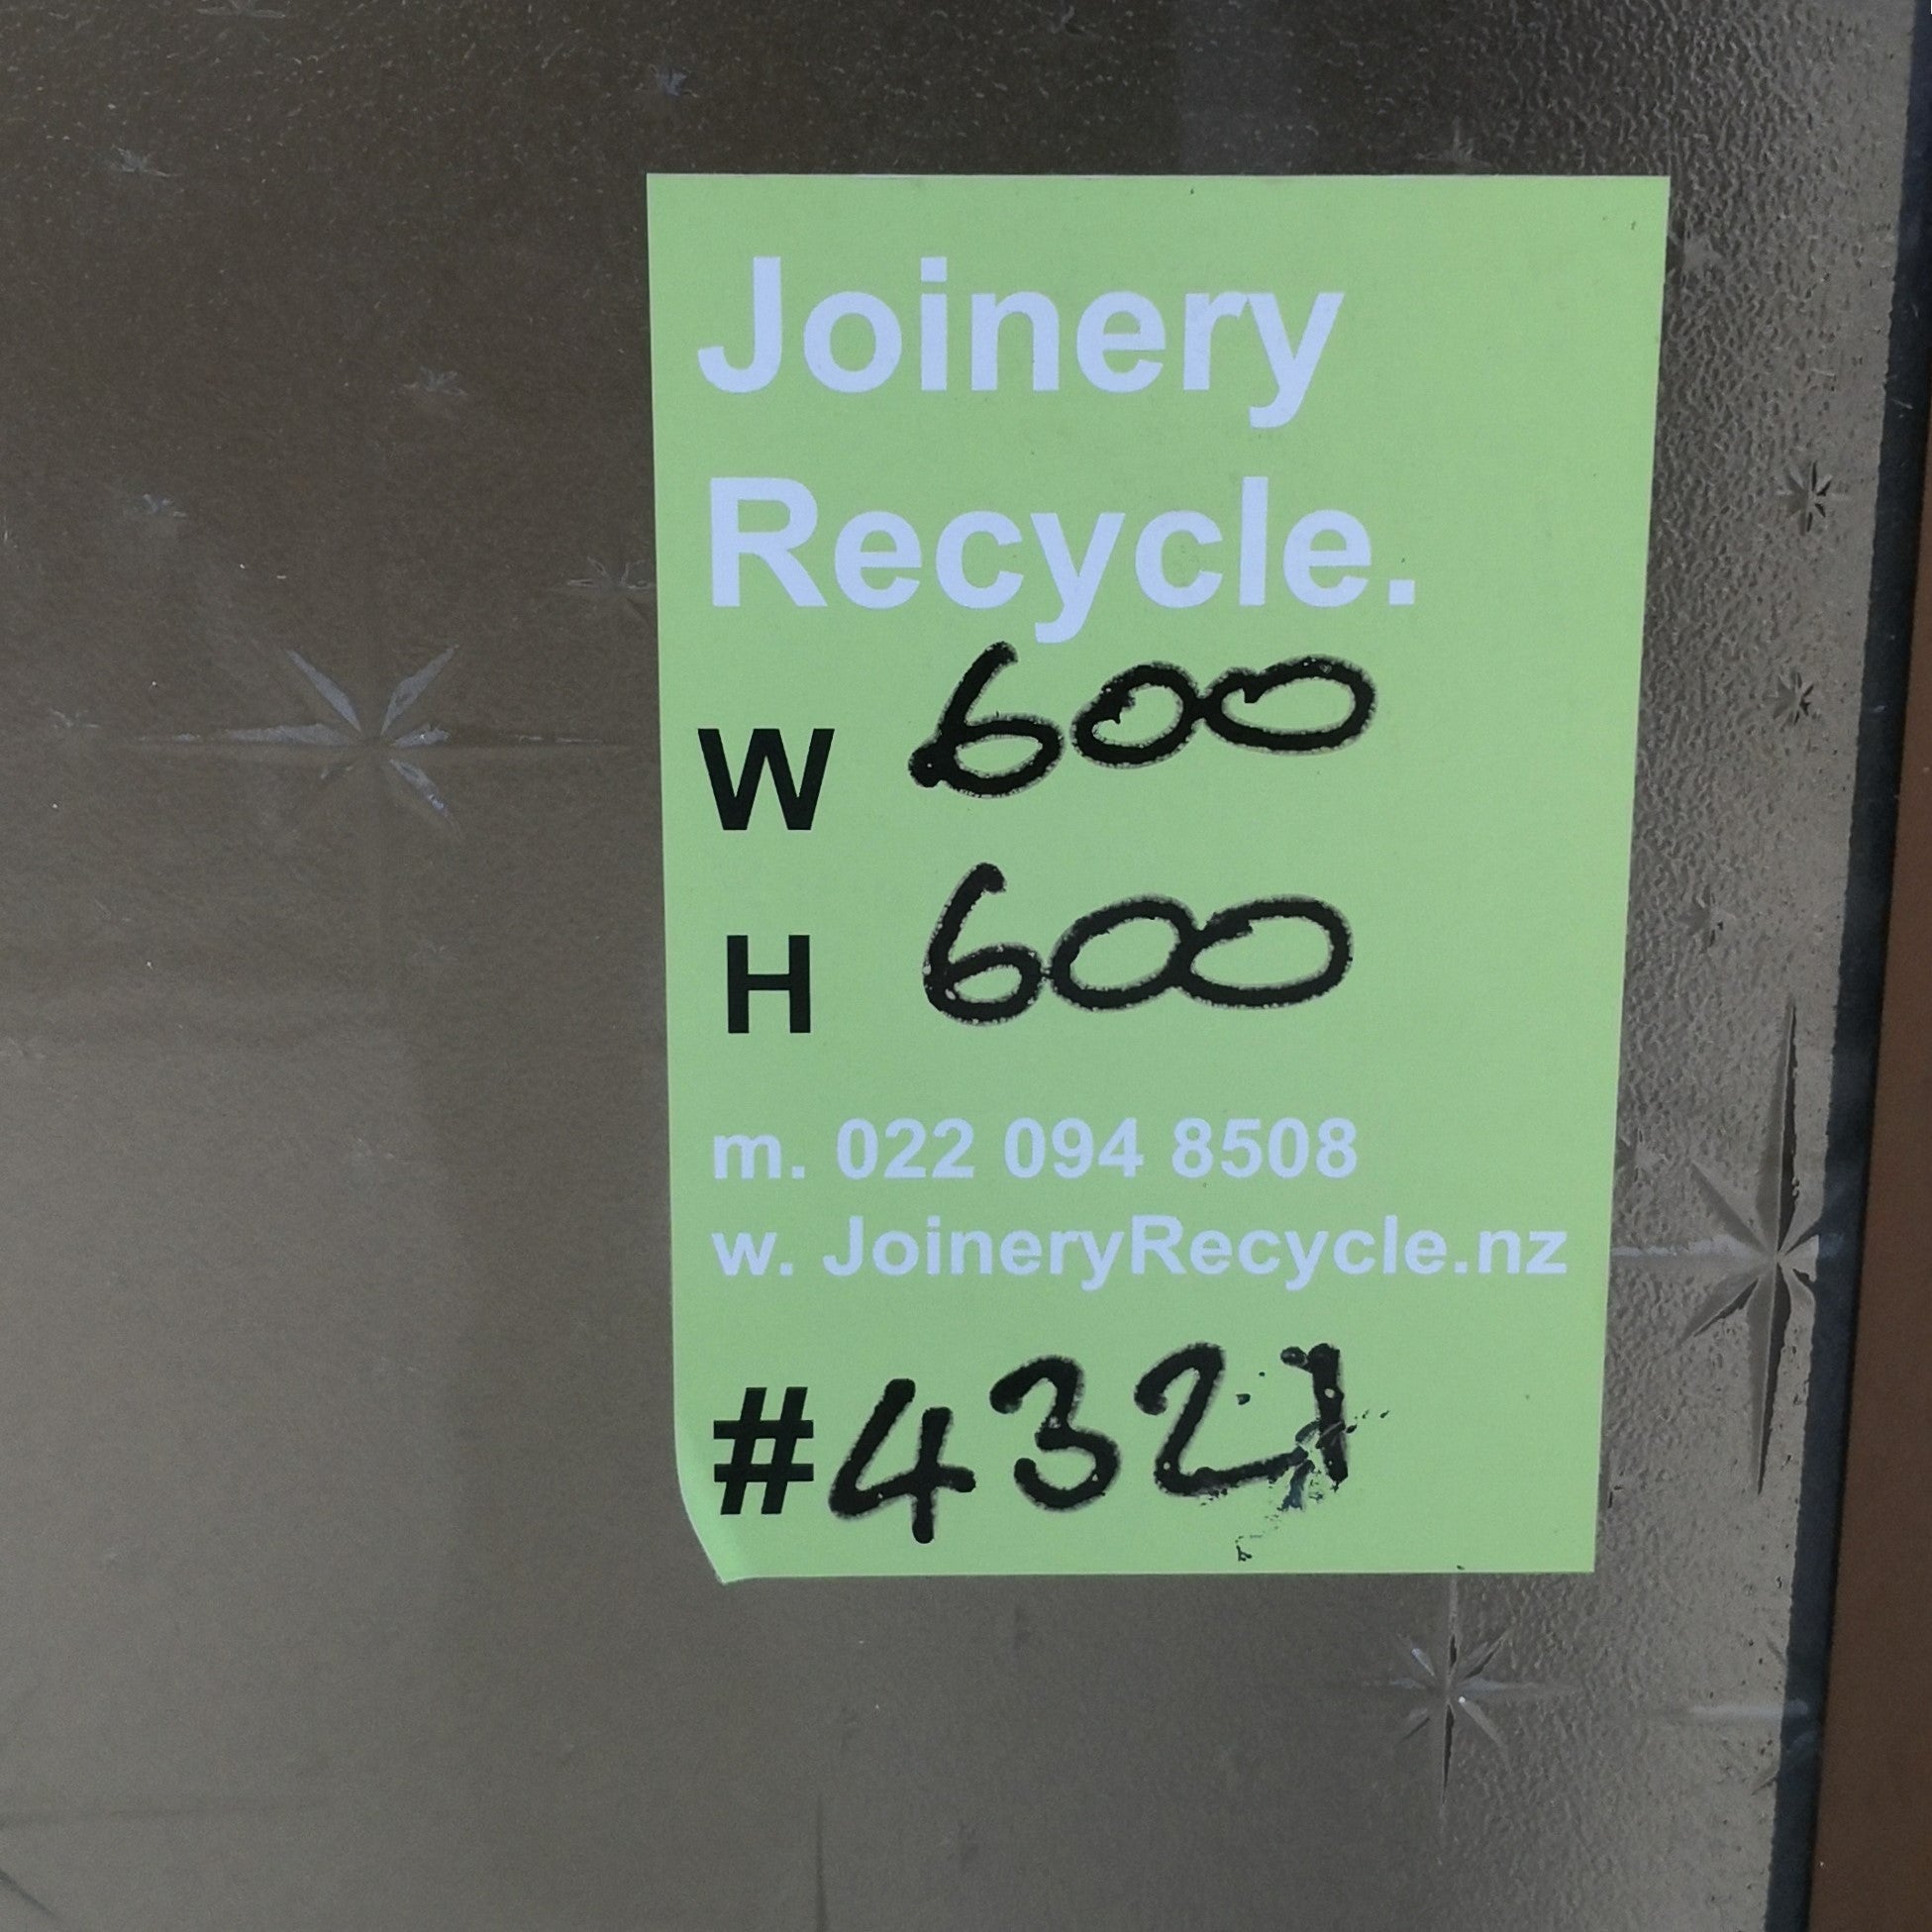 Joinery
Recycle.
W 600
H 600
m. 022 094 8508
w. JoineryRecycle.nz
#4321